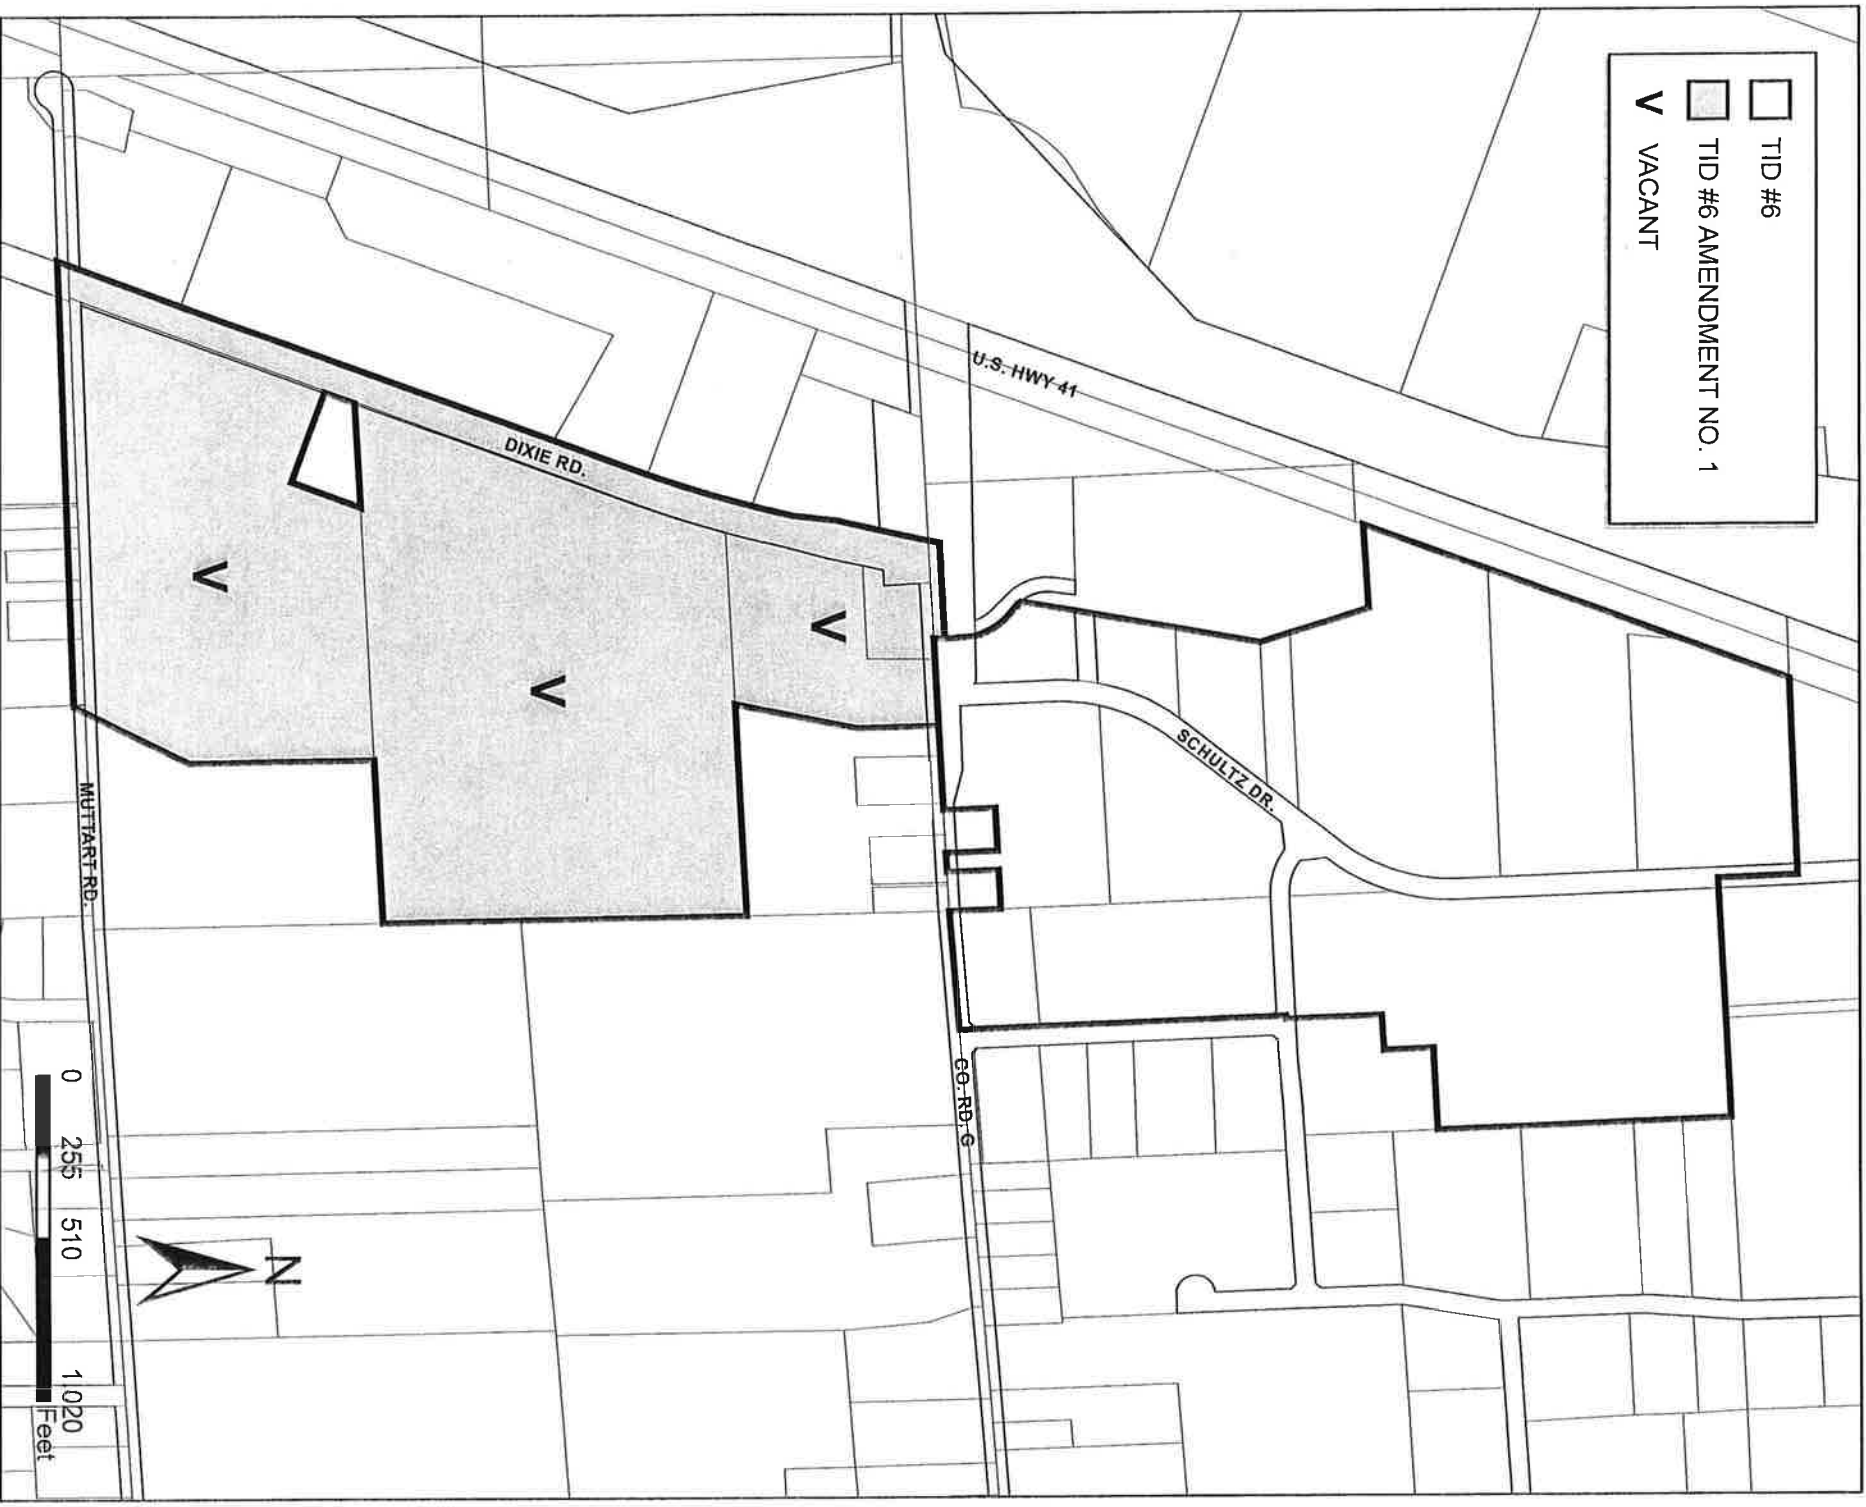 TID #6
TID #6 AMENDMENT NO. 1
V VACANT
U.S. HWY 41
DIXIE RD.
SCHULTZ DR.
V
V
V
CO. RD. G
MUTTART RD.
N
0 255 510 1,020
Feet